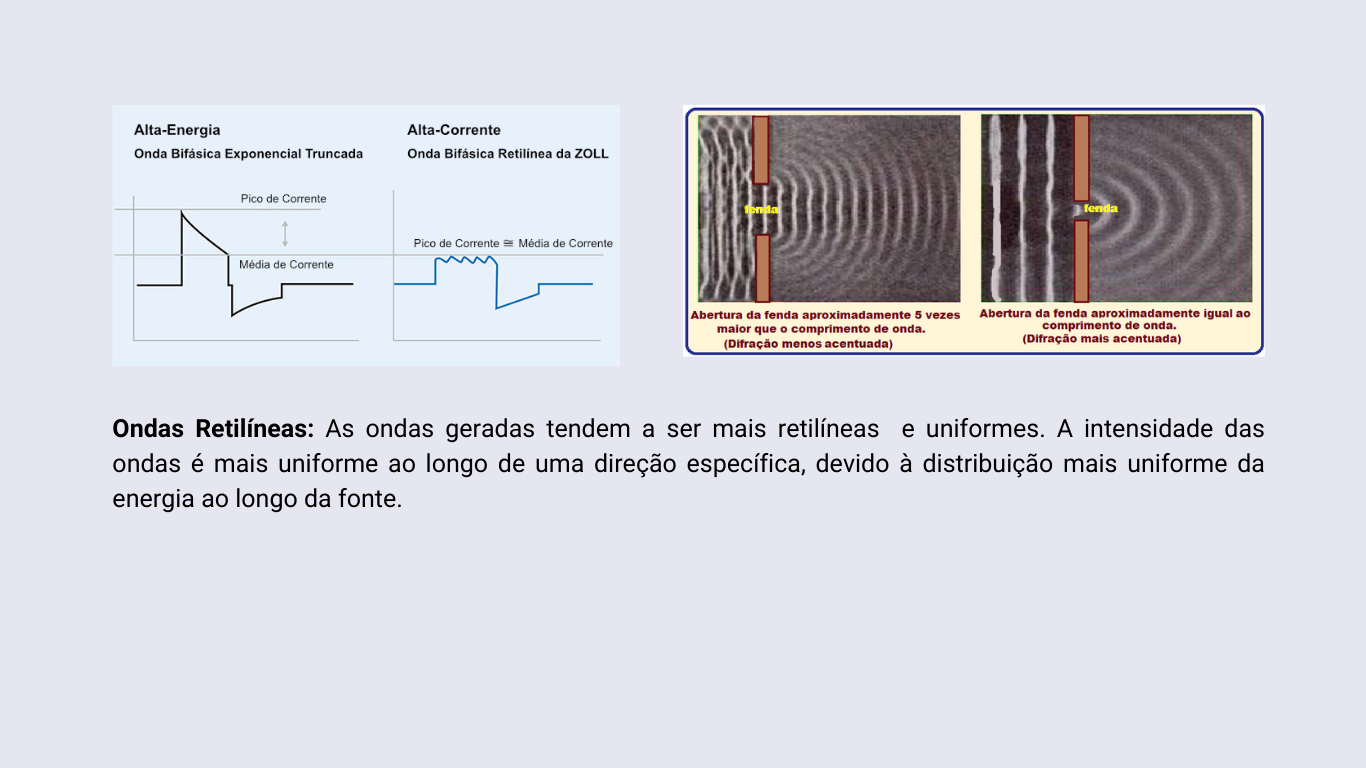 Alta-Energia
Onda Bifásica Exponencial Truncada
Pico de Corrente
Média de Corrente
Alta-Corrente
Onda Bifásica Retilínea da ZOLL
Pico de Corrente ≅ Média de Corrente
fenda
Abertura da fenda aproximadamente 5 vezes
maior que o comprimento de onda.
(Difração menos acentuada)
fenda
Abertura da fenda aproximadamente igual ao
comprimento de onda.
(Difração mais acentuada)
Ondas Retilíneas: As ondas geradas tendem a ser mais retilíneas  e uniformes. A intensidade das
ondas é mais uniforme ao longo de uma direção específica, devido à distribuição mais uniforme da
energia ao longo da fonte.